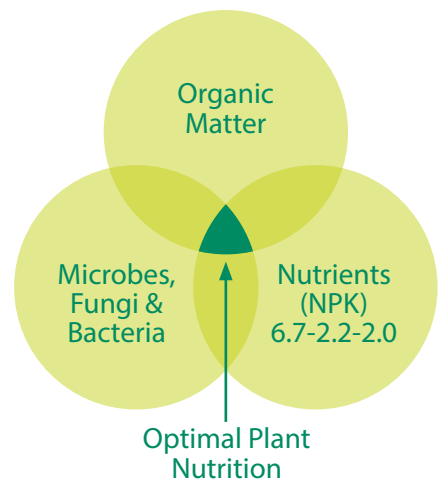 Organic
Matter
Microbes,
Fungi &
Bacteria
Nutrients
(NPK)
6.7-2.2-2.0
Optimal Plant
Nutrition